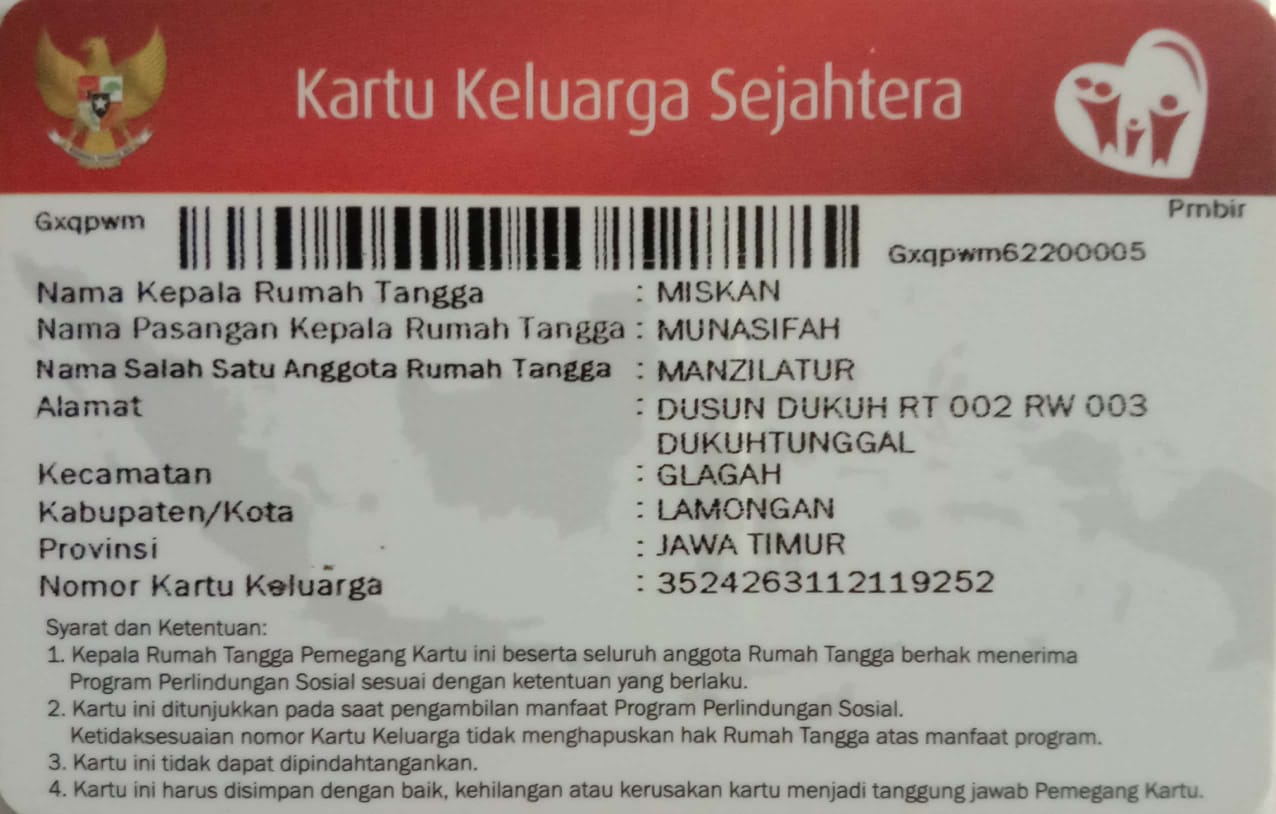 Kartu Keluarga Sejahtera
Gxqpwm
Prnbir
Gxqpwm62200005
Nama Kepala Rumah Tangga : MISKAN
Nama Pasangan Kepala Rumah Tangga : MUNASIFAH
Nama Salah Satu Anggota Rumah Tangga : MANZILATUR
Alamat : DUSUN DUKUH RT 002 RW 003
DUKUHTUNGGAL
Kecamatan : GLAGAH
Kabupaten/Kota : LAMONGAN
Provinsi : JAWA TIMUR
Nomor Kartu Keluarga : 3524263112119252
Syarat dan Ketentuan:
1. Kepala Rumah Tangga Pemegang Kartu ini beserta seluruh anggota Rumah Tangga berhak menerima
Program Perlindungan Sosial sesuai dengan ketentuan yang berlaku.
2. Kartu ini ditunjukkan pada saat pengambilan manfaat Program Perlindungan Sosial.
Ketidaksesuaian nomor Kartu Keluarga tidak menghapuskan hak Rumah Tangga atas manfaat program.
3. Kartu ini tidak dapat dipindahtangankan.
4. Kartu ini harus disimpan dengan baik, kehilangan atau kerusakan kartu menjadi tanggung jawab Pemegang Kartu.